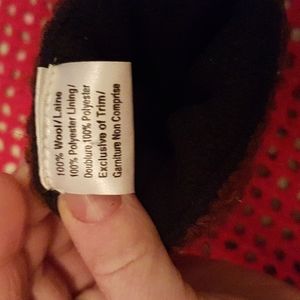 100% Wool/Laine
100% Polyester Lining/
Doublure 100% Polyester
Exclusive of Trim/
Garniture Non Comprise